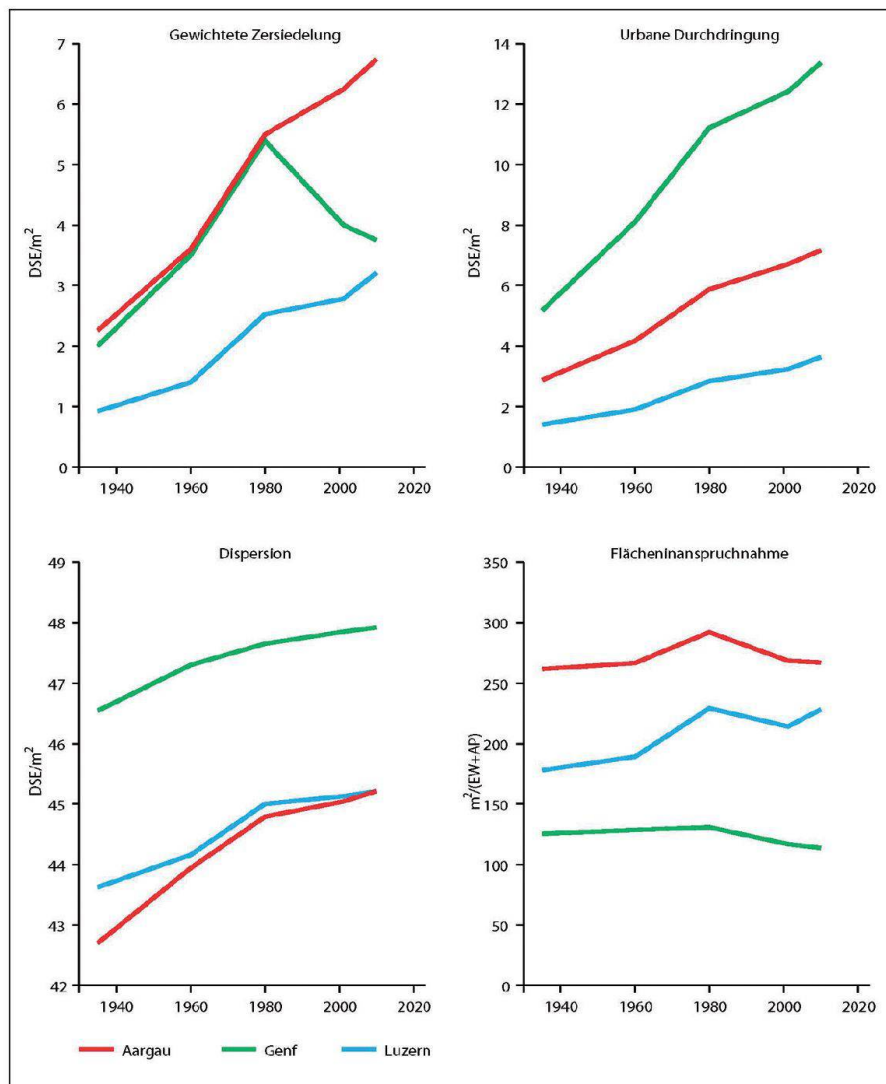 Gewichtete Zersiedelung
7
6
5
4
3
2
1
0
DSE/m²
1940 1960 1980 2000 2020
Urbane Durchdringung
14
12
10
8
6
4
2
0
DSE/m²
1940 1960 1980 2000 2020
Dispersion
49
48
47
46
45
44
43
42
DSE/m²
1940 1960 1980 2000 2020
Flächeninanspruchnahme
350
300
250
200
150
100
50
0
m²/(EW+AP)
1940 1960 1980 2000 2020
Aargau Genf Luzern